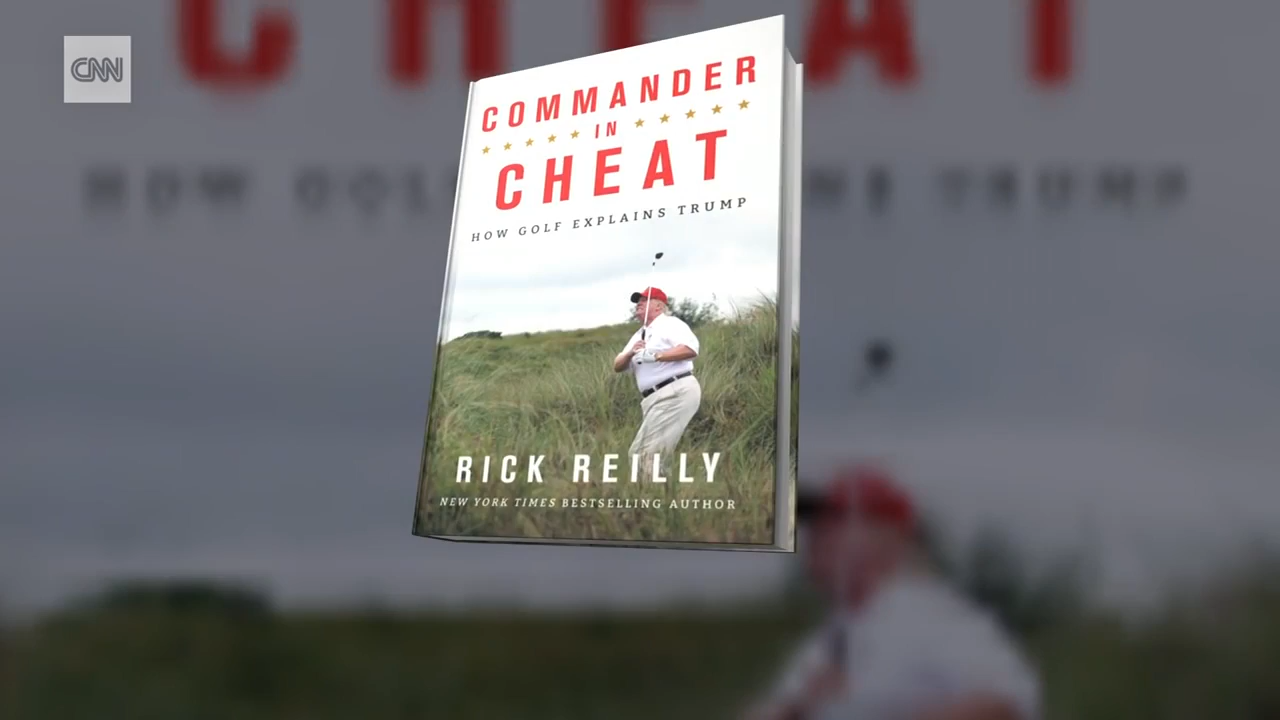 CNN
COMMANDER
IN
CHEAT
HOW GOLF EXPLAINS TRUMP
RICK REILLY
NEW YORK TIMES BESTSELLING AUTHOR